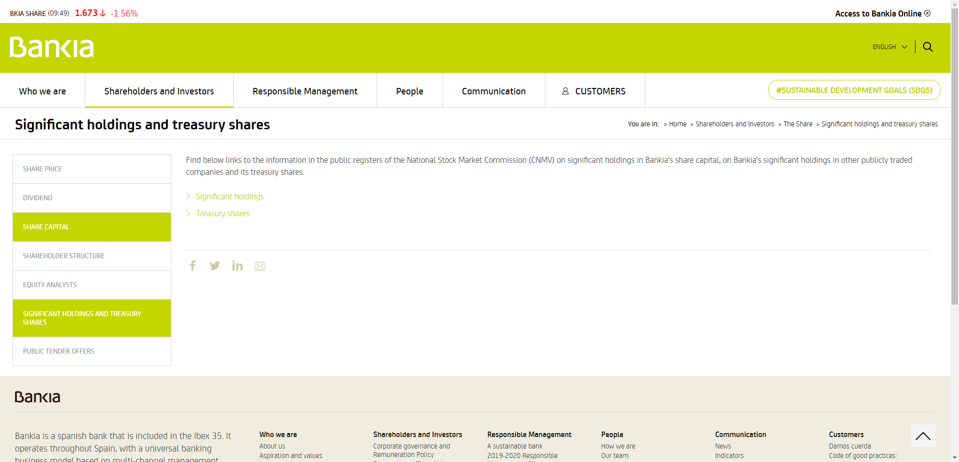 BKIA SHARE (09:49) 1.673 -1.56%
Access to Bankia Online
Bankia
ENGLISH
Who we are
Shareholders and Investors
Responsible Management
People
Communication
CUSTOMERS
#SUSTAINABLE DEVELOPMENT GOALS (SDGS)
Significant holdings and treasury shares
You are in: » Home » Shareholders and Investors » The Share » Significant holdings and treasury shares
SHARE PRICE
DIVIDEND
SHARE CAPITAL
SHAREHOLDER STRUCTURE
EQUITY ANALYSTS
SIGNIFICANT HOLDINGS AND TREASURY
SHARES
PUBLIC TENDER OFFERS
Find below links to the information in the public registers of the National Stock Market Commission (CNMV) on significant holdings in Bankia's share capital, on Bankia's significant holdings in other publicly traded
companies and its treasury shares.
Significant holdings
Treasury shares
Bankia
Bankia is a spanish bank that is included in the Ibex 35. It
operates throughout Spain, with a universal banking
business model based on multi-channel management
Who we are
About us
Aspiration and values
Shareholders and Investors
Corporate governance and
Remuneration Policy
Responsible Management
A sustainable bank
2019-2020 Responsible
People
How we are
Our team
Communication
News
Indicators
Customers
Damos cuerda
Code of good practices: